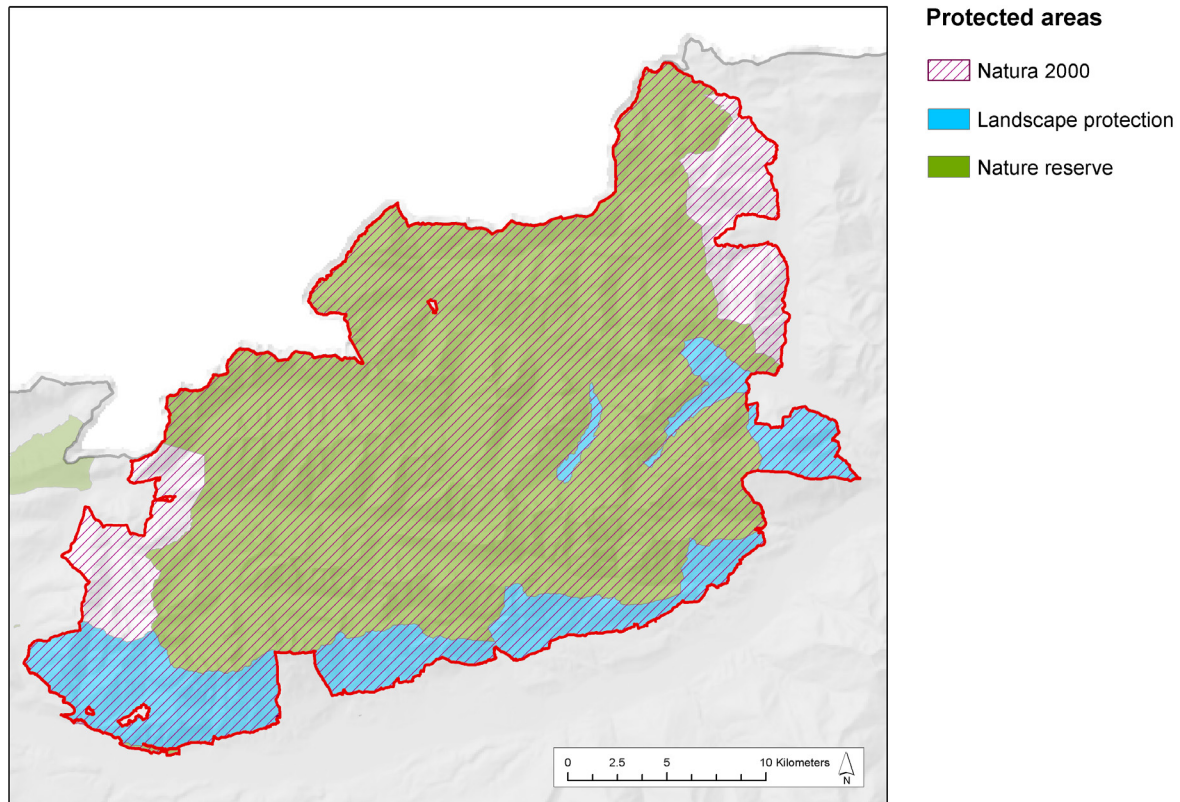 Protected areas
Natura 2000
Landscape protection
Nature reserve
0 2.5 5 10 Kilometers
N